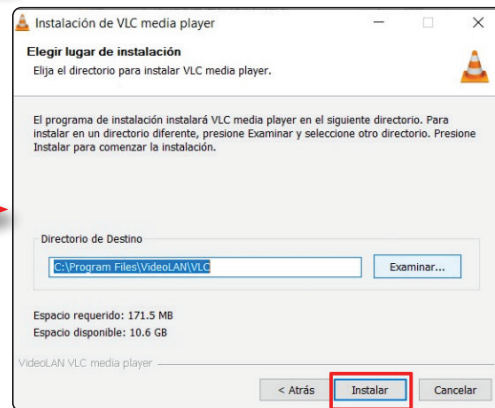 Instalación de VLC media player
Elegir lugar de instalación
Elija el directorio para instalar VLC media player.
El programa de instalación instalará VLC media player en el siguiente directorio. Para
instalar en un directorio diferente, presione Examinar y seleccione otro directorio. Presione
Instalar para comenzar la instalación.
Directorio de Destino
C:\Program Files\VideoLAN\VLC
Examinar...
Espacio requerido: 171.5 MB
Espacio disponible: 10.6 GB
VideoLAN VLC media player
< Atrás
Instalar
Cancelar